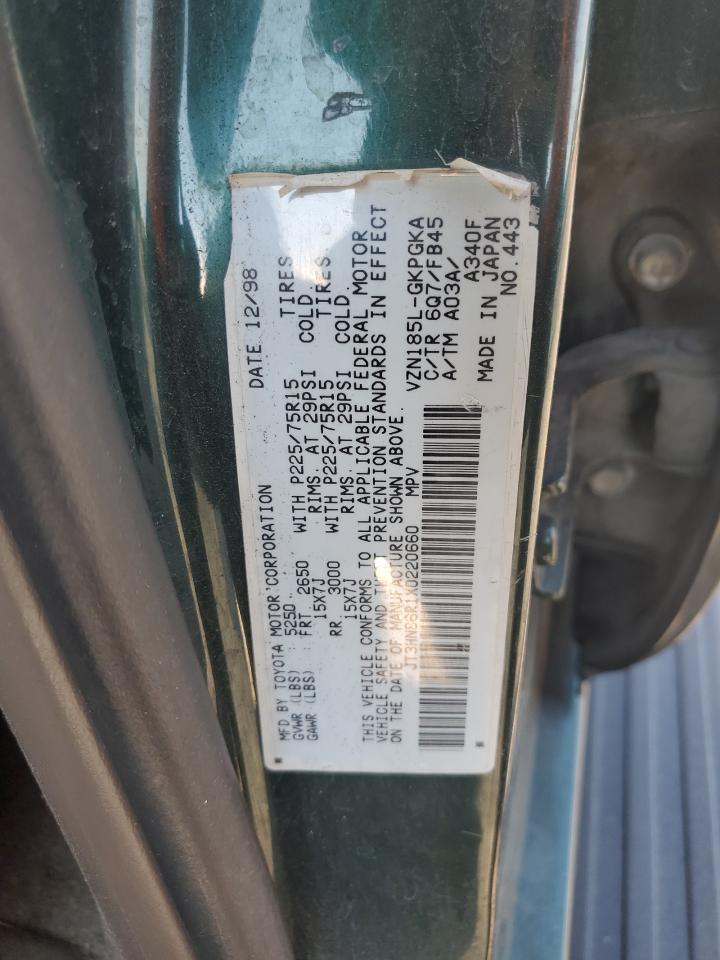 MFD BY TOYOTA MOTOR CORPORATION DATE 12/98
GVWR (LBS) : 5250
GAWR (LBS) : FRT 2650 WITH P225/75R15 TIRES.
15X7J RIMS. AT 29PSI COLD.
RR 3000 WITH P225/75R15 TIRES.
15X7J RIMS. AT 29PSI COLD.
THIS VEHICLE CONFORMS TO ALL APPLICABLE FEDERAL MOTOR
VEHICLE SAFETY AND THEFT PREVENTION STANDARDS IN EFFECT
ON THE DATE OF MANUFACTURE SHOWN ABOVE.
JT3HN86R1X0220660 MPV VZN185L-GKPGKA
C/TR 6Q7/FB45
A/TM A03A/ A340F
MADE IN JAPAN
NO.443